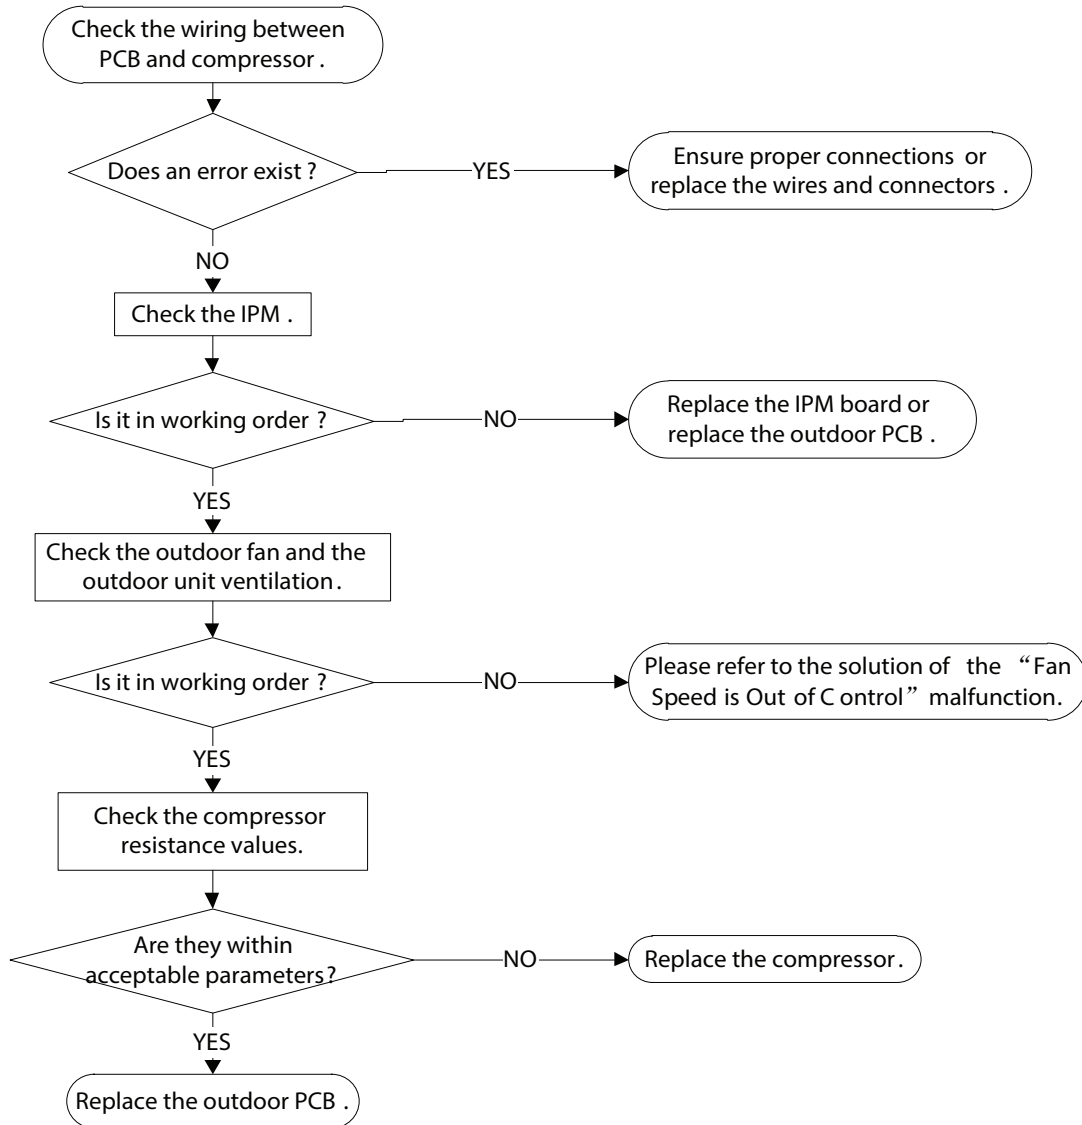 Check the wiring between
PCB and compressor .
Does an error exist ?
YES
Ensure proper connections or
replace the wires and connectors .
NO
Check the IPM .
Is it in working order ?
NO
Replace the IPM board or
replace the outdoor PCB .
YES
Check the outdoor fan and the
outdoor unit ventilation .
Is it in working order ?
NO
Please refer to the solution of the “Fan
Speed is Out of C ontrol” malfunction.
YES
Check the compressor
resistance values.
Are they within
acceptable parameters?
NO
Replace the compressor .
YES
Replace the outdoor PCB .